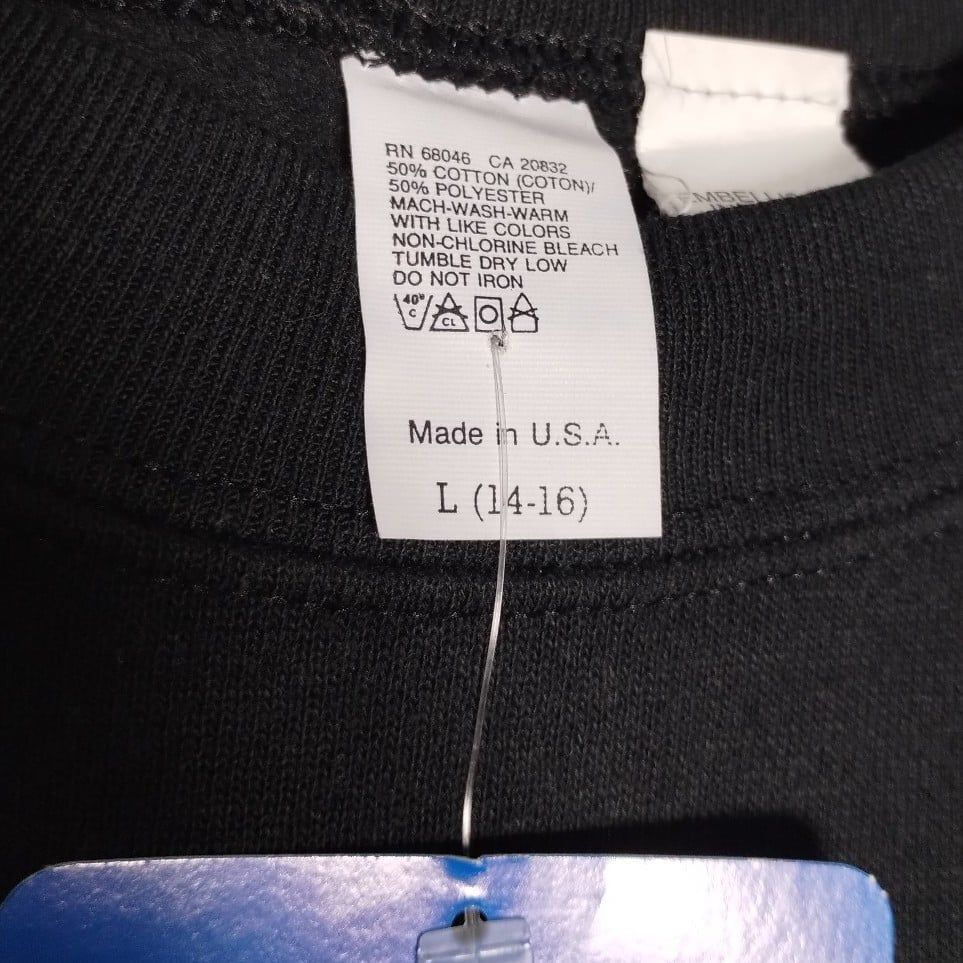 RN 68046 CA 20832
50% COTTON (COTON)/
50% POLYESTER
MACH-WASH-WARM
WITH LIKE COLORS
NON-CHLORINE BLEACH
TUMBLE DRY LOW
DO NOT IRON
40°
C
CL
Made in U.S.A.
L (14-16)